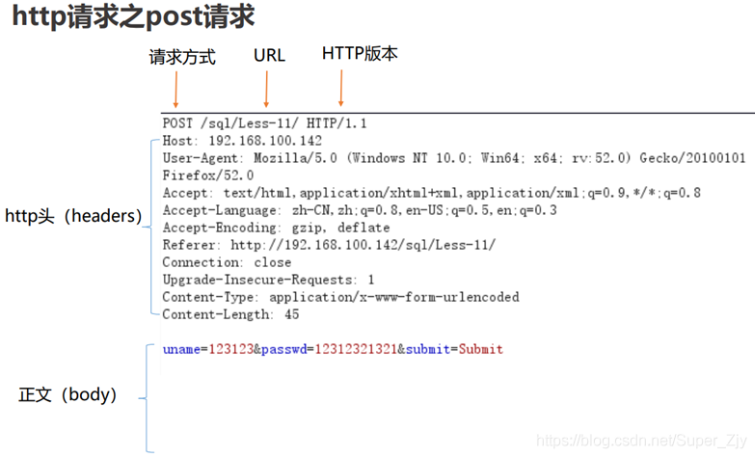 http请求之post请求
请求方式 URL HTTP版本
POST /sql/Less-11/ HTTP/1.1
Host: 192.168.100.142
User-Agent: Mozilla/5.0 (Windows NT 10.0; Win64; x64; rv:52.0) Gecko/20100101
Firefox/52.0
Accept: text/html,application/xhtml+xml,application/xml;q=0.9,*/*;q=0.8
Accept-Language: zh-CN,zh;q=0.8,en-US;q=0.5,en;q=0.3
http头（headers）
Accept-Encoding: gzip, deflate
Referer: http://192.168.100.142/sql/Less-11/
Connection: close
Upgrade-Insecure-Requests: 1
Content-Type: application/x-www-form-urlencoded
Content-Length: 45
uname=123123&passwd=12312321321&submit=Submit
正文（body）
https://blog.csdn.net/Super_Zjy